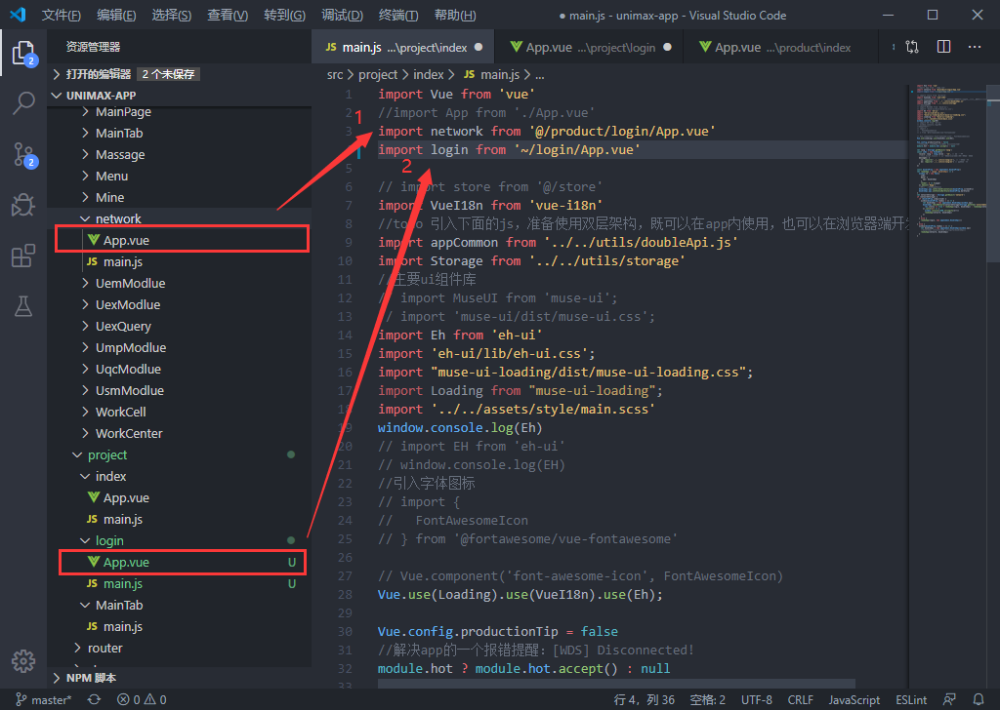 文件(F) 编辑(E) 选择(S) 查看(V) 转到(G) 调试(D) 终端(T) 帮助(H) ● main.js - unimax-app - Visual Studio Code
资源管理器
打开的编辑器 2 个未保存
UNIMAX-APP
MainPage
MainTab
Massage
Menu
Mine
network
App.vue
JS main.js
UemModlue
UexModlue
UexQuery
UmpModlue
UqcModlue
UsmModlue
WorkCell
WorkCenter
project
index
App.vue
JS main.js
login
App.vue U
JS main.js U
MainTab
JS main.js
router
NPM 脚本
2
2
JS main.js ...\project\index ●
App.vue ...\project\login ●
App.vue ...\product\index
src > project > index > JS main.js > ...
1 import Vue from 'vue'
2 //import App from './App.vue'
3 import network from '@/product/login/App.vue'
import login from '~/login/App.vue'
5
6 // import store from '@/store'
7 import VueI18n from 'vue-i18n'
8 //todo 引入下面的js，准备使用双层架构，既可以在app内使用，也可以在浏览器端开发
9 import appCommon from '../../utils/doubleApi.js'
10 import Storage from '../../utils/storage'
11 //主要ui组件库
12 // import MuseUI from 'muse-ui';
13 // import 'muse-ui/dist/muse-ui.css';
14 import Eh from 'eh-ui'
15 import 'eh-ui/lib/eh-ui.css';
16 import "muse-ui-loading/dist/muse-ui-loading.css";
17 import Loading from "muse-ui-loading";
18 import '../../assets/style/main.scss'
19 window.console.log(Eh)
20 // import EH from 'eh-ui'
21 // window.console.log(EH)
22 //引入字体图标
23 // import {
24 //   FontAwesomeIcon
25 // } from '@fortawesome/vue-fontawesome'
26
27 // Vue.component('font-awesome-icon', FontAwesomeIcon)
28 Vue.use(Loading).use(VueI18n).use(Eh);
29
30 Vue.config.productionTip = false
31 //解决app的一个报错提醒：[WDS] Disconnected!
32 module.hot ? module.hot.accept() : null
33
1
2
master* 0 0 行 4，列 36 空格: 2 UTF-8 CRLF JavaScript ESLint